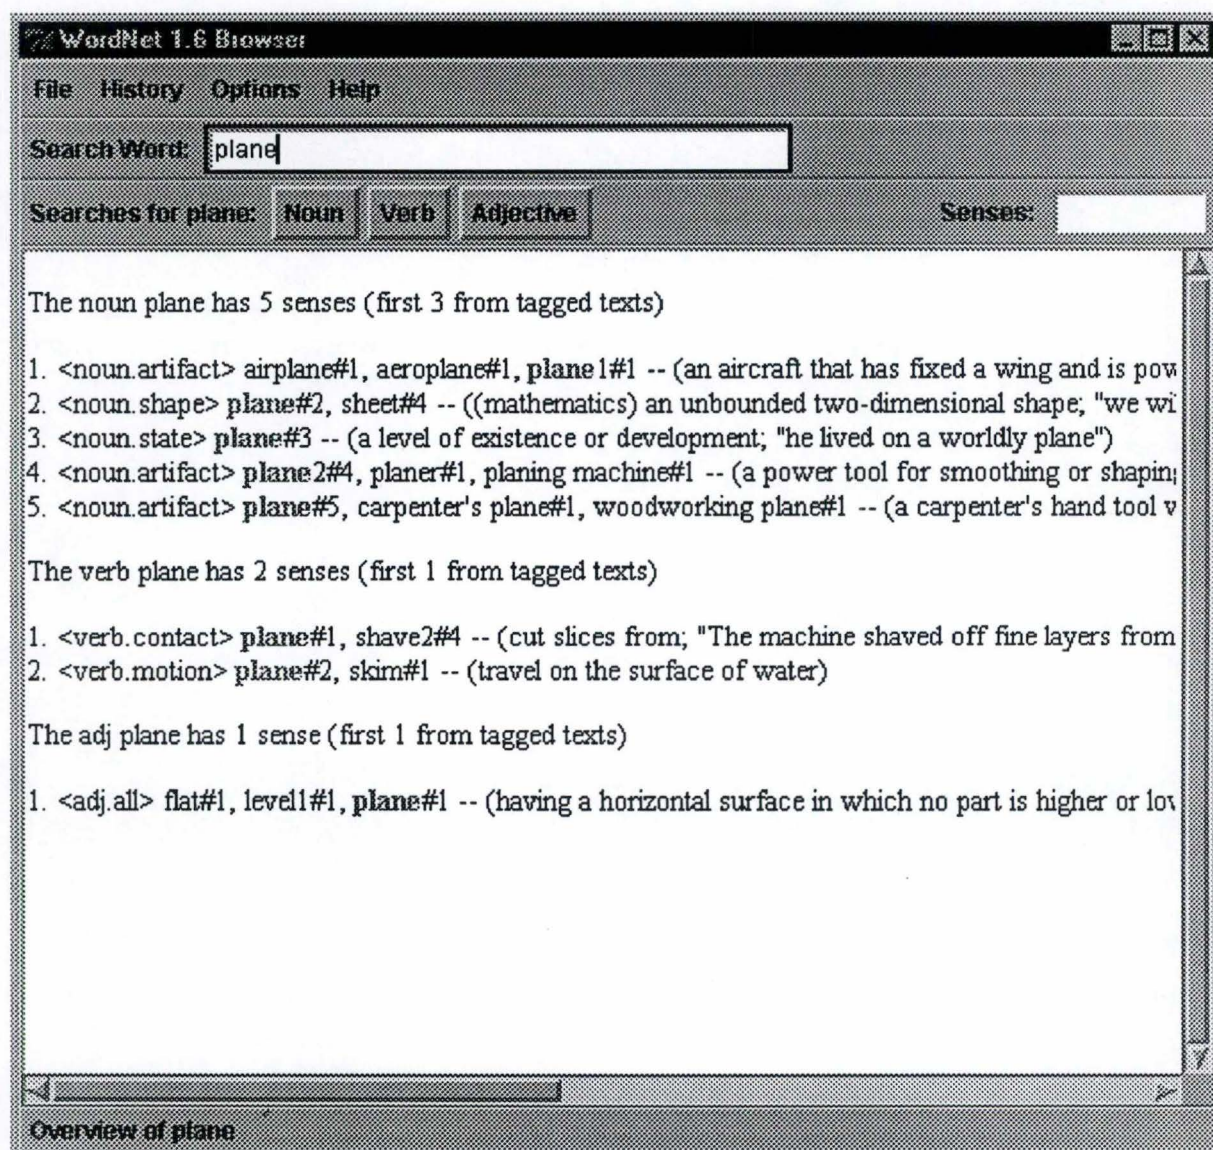 WordNet 1.6 Browser
File History Options Help
Search Word: plane
Searches for plane: Noun Verb Adjective Senses:
The noun plane has 5 senses (first 3 from tagged texts)
1. <noun.artifact> airplane#1, aeroplane#1, plane1#1 -- (an aircraft that has fixed a wing and is pow
2. <noun.shape> plane#2, sheet#4 -- ((mathematics) an unbounded two-dimensional shape; "we wi
3. <noun.state> plane#3 -- (a level of existence or development; "he lived on a worldly plane")
4. <noun.artifact> plane2#4, planer#1, planing machine#1 -- (a power tool for smoothing or shaping
5. <noun.artifact> plane#5, carpenter's plane#1, woodworking plane#1 -- (a carpenter's hand tool v
The verb plane has 2 senses (first 1 from tagged texts)
1. <verb.contact> plane#1, shave2#4 -- (cut slices from; "The machine shaved off fine layers from
2. <verb.motion> plane#2, skim#1 -- (travel on the surface of water)
The adj plane has 1 sense (first 1 from tagged texts)
1. <adj.all> flat#1, level1#1, plane#1 -- (having a horizontal surface in which no part is higher or lov
Overview of plane